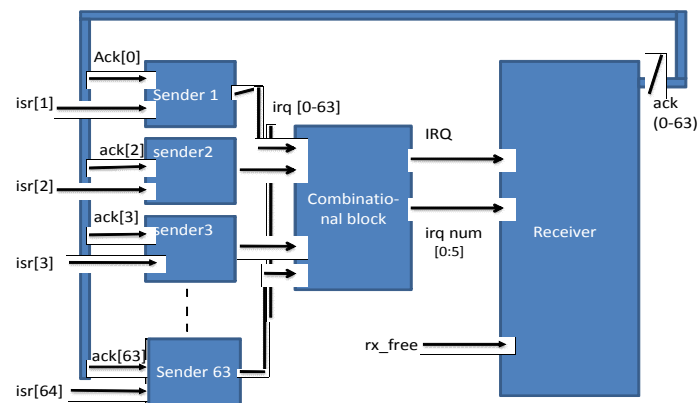 Ack[0]
isr[1]
Sender 1
irq [0-63]
ack[2]
sender2
isr[2]
ack[3]
sender3
isr[3]
ack[63]
Sender 63
isr[64]
Combinatio-
nal block
IRQ
irq num
[0:5]
rx_free
Receiver
ack
(0-63)